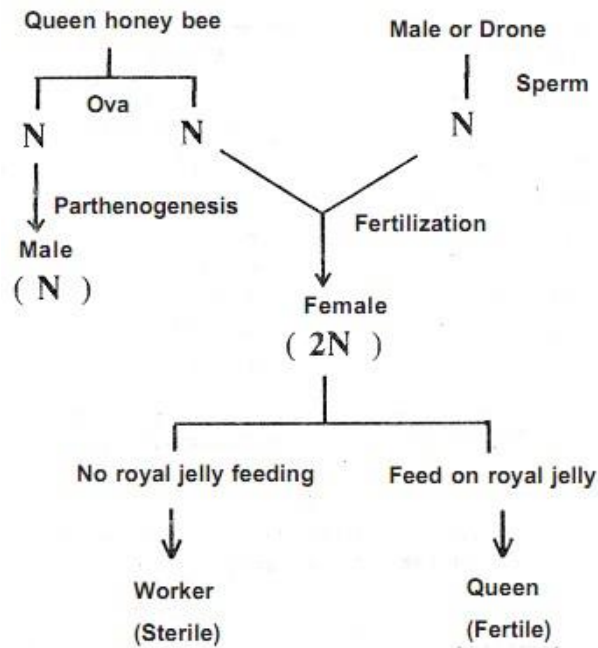 Queen honey bee
Male or Drone
Ova
Sperm
N
N
N
Parthenogenesis
Fertilization
Male
( N )
Female
( 2N )
No royal jelly feeding
Feed on royal jelly
Worker
(Sterile)
Queen
(Fertile)